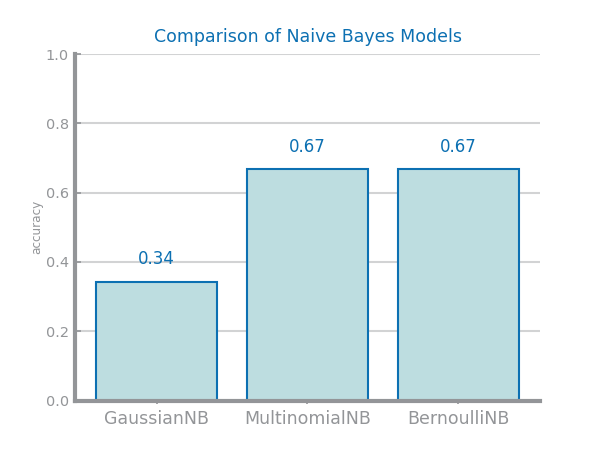 Comparison of Naive Bayes Models
1.0
0.8
0.6
0.4
0.2
0.0
accuracy
0.34
0.67
0.67
GaussianNB
MultinomialNB
BernoulliNB